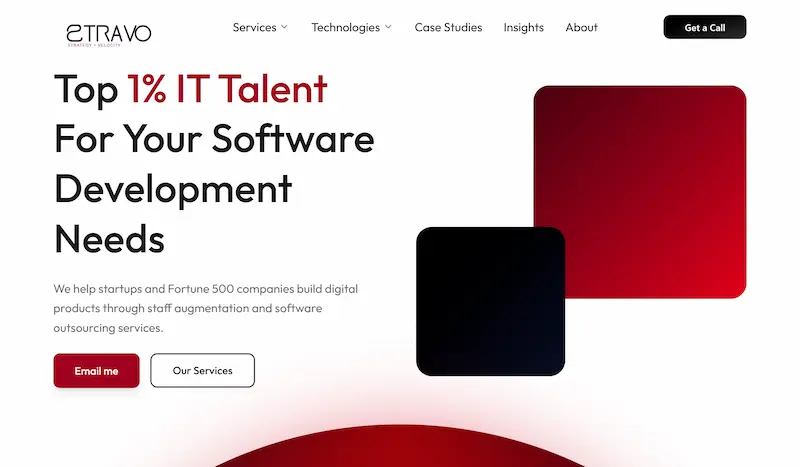 STRAVO
STRATEGY + VELOCITY
Services
Technologies
Case Studies
Insights
About
Get a Call
Top 1% IT Talent
For Your Software
Development
Needs
We help startups and Fortune 500 companies build digital
products through staff augmentation and software
outsourcing services.
Email me
Our Services